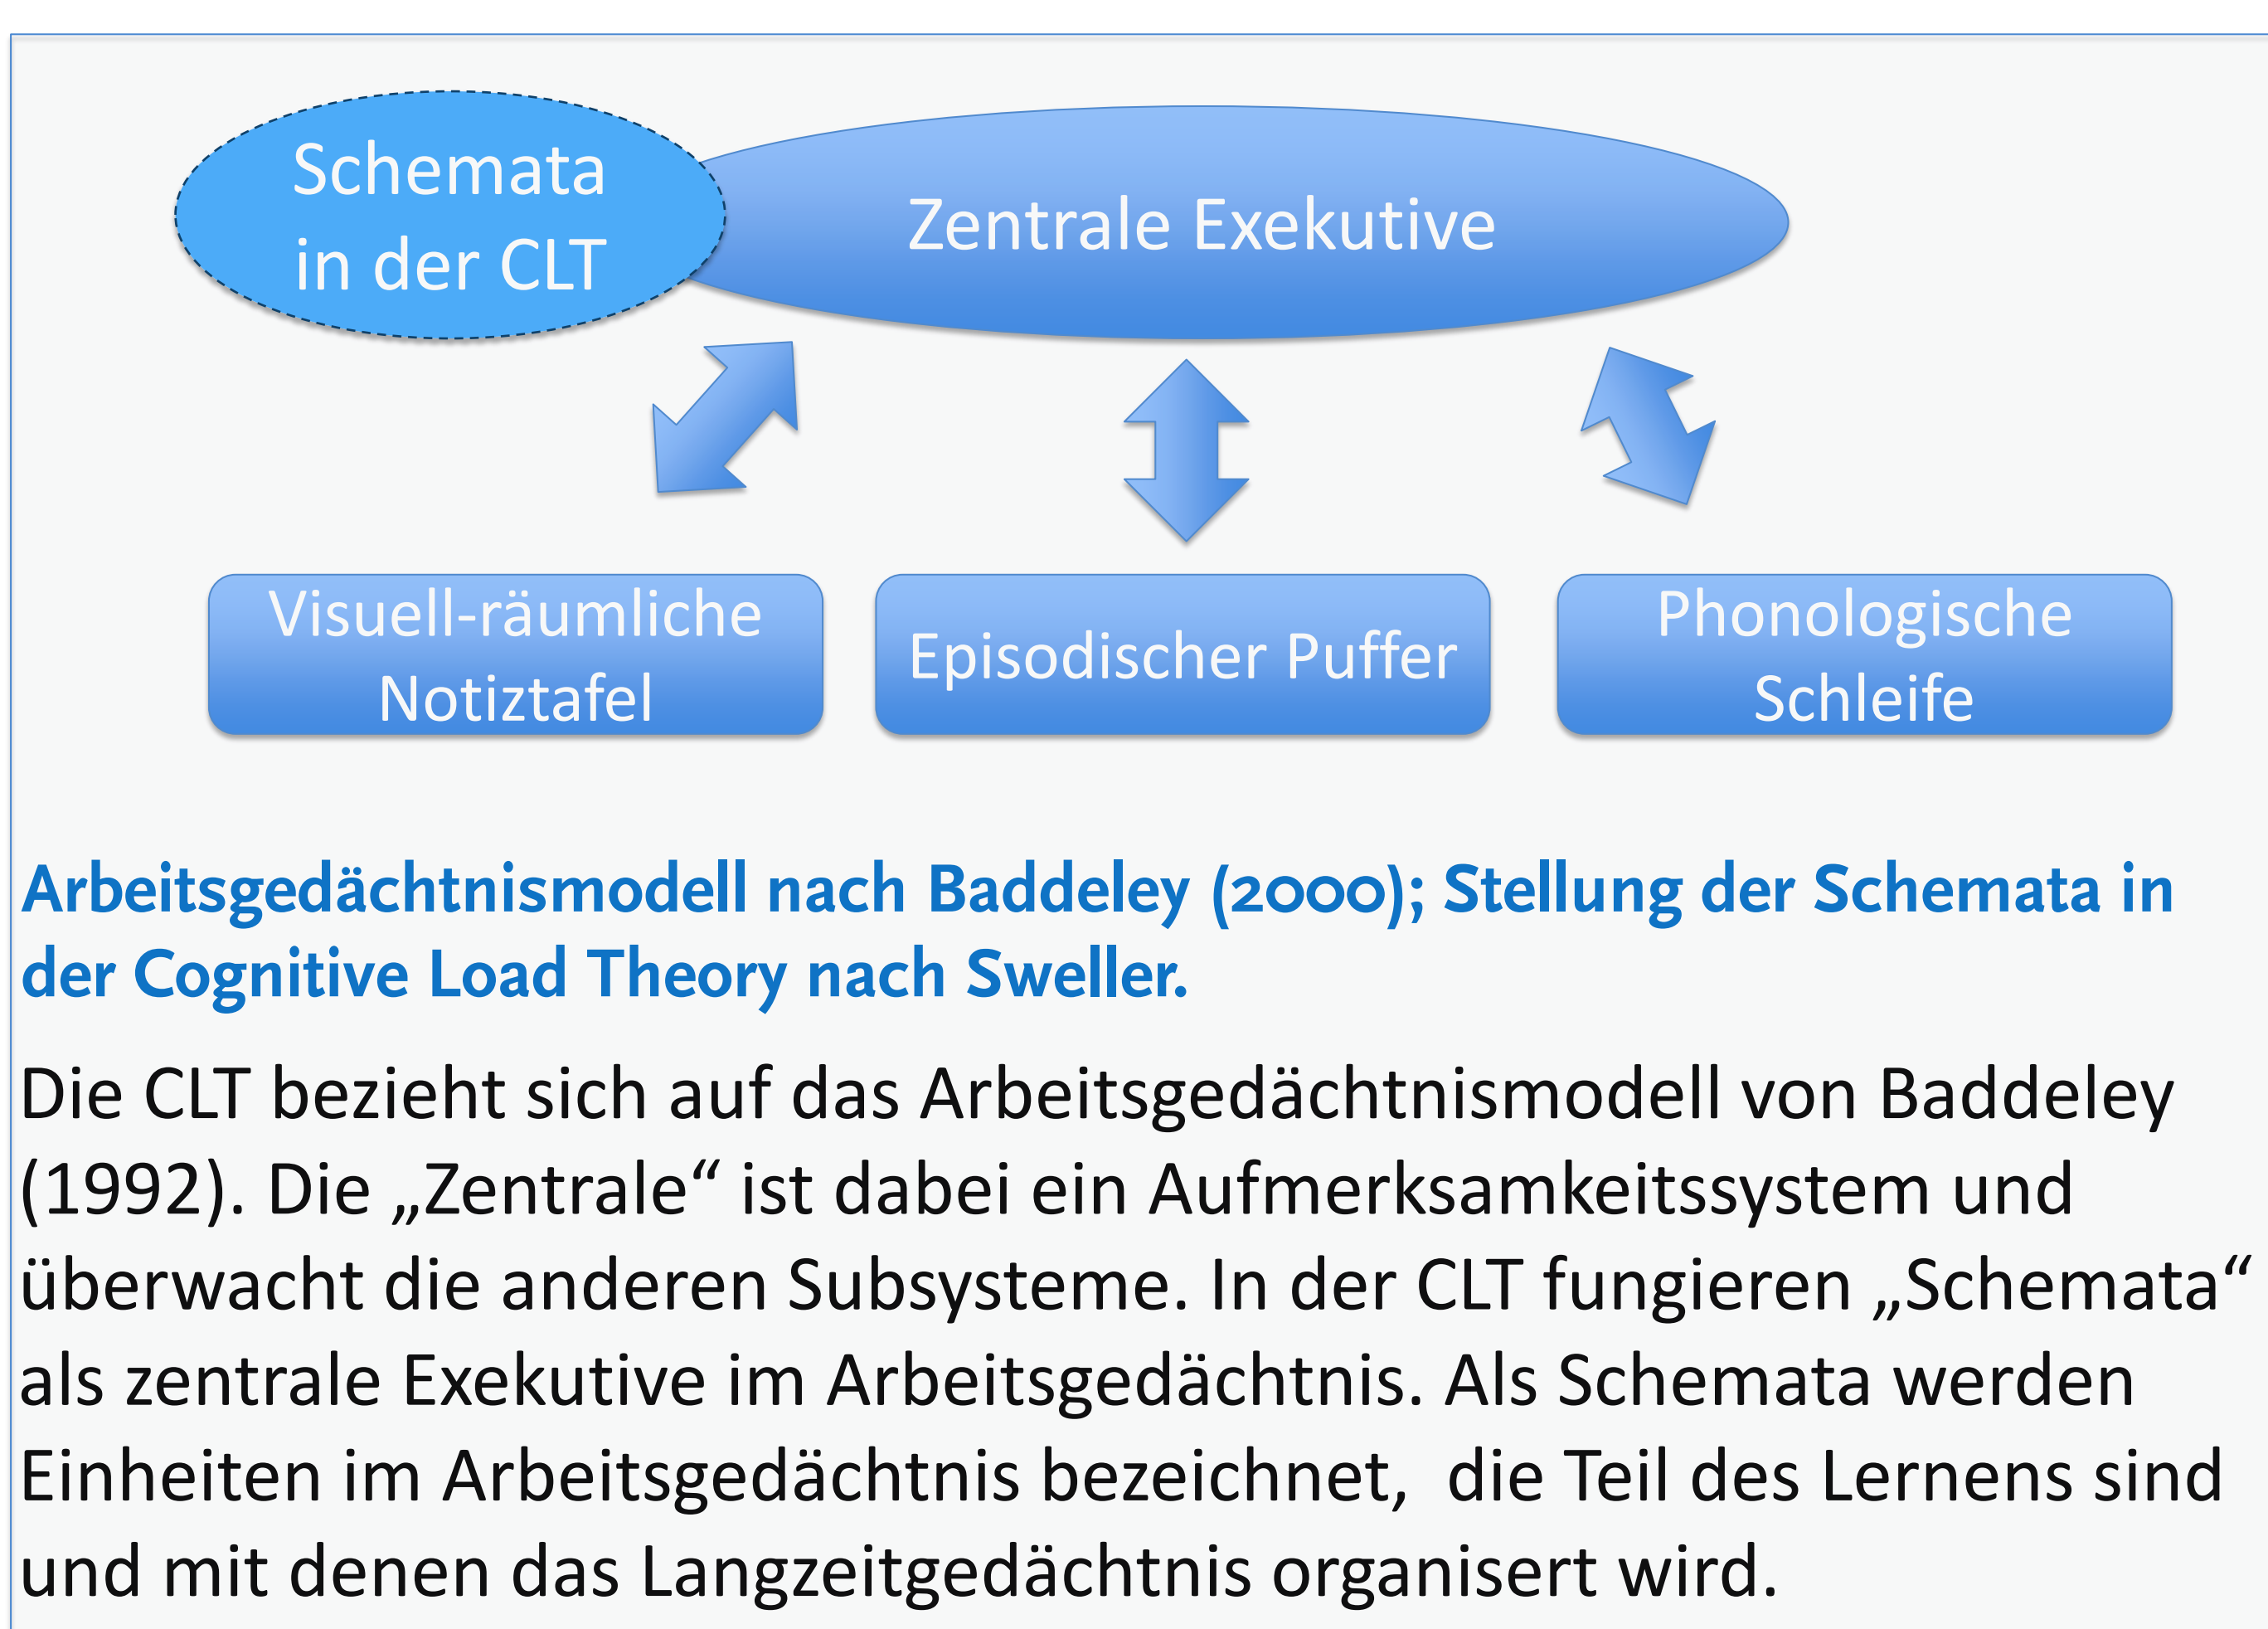 Schemata
in der CLT
Zentrale Exekutive
Visuell-räumliche
Notiztafel
Episodischer Puffer
Phonologische
Schleife
Arbeitsgedächtnismodell nach Baddeley (2000); Stellung der Schemata in
der Cognitive Load Theory nach Sweller.
Die CLT bezieht sich auf das Arbeitsgedächtnismodell von Baddeley
(1992). Die „Zentrale“ ist dabei ein Aufmerksamkeitssystem und
überwacht die anderen Subsysteme. In der CLT fungieren „Schemata“
als zentrale Exekutive im Arbeitsgedächtnis. Als Schemata werden
Einheiten im Arbeitsgedächtnis bezeichnet,  die Teil des Lernens sind
und mit denen das Langzeitgedächtnis organisert wird.